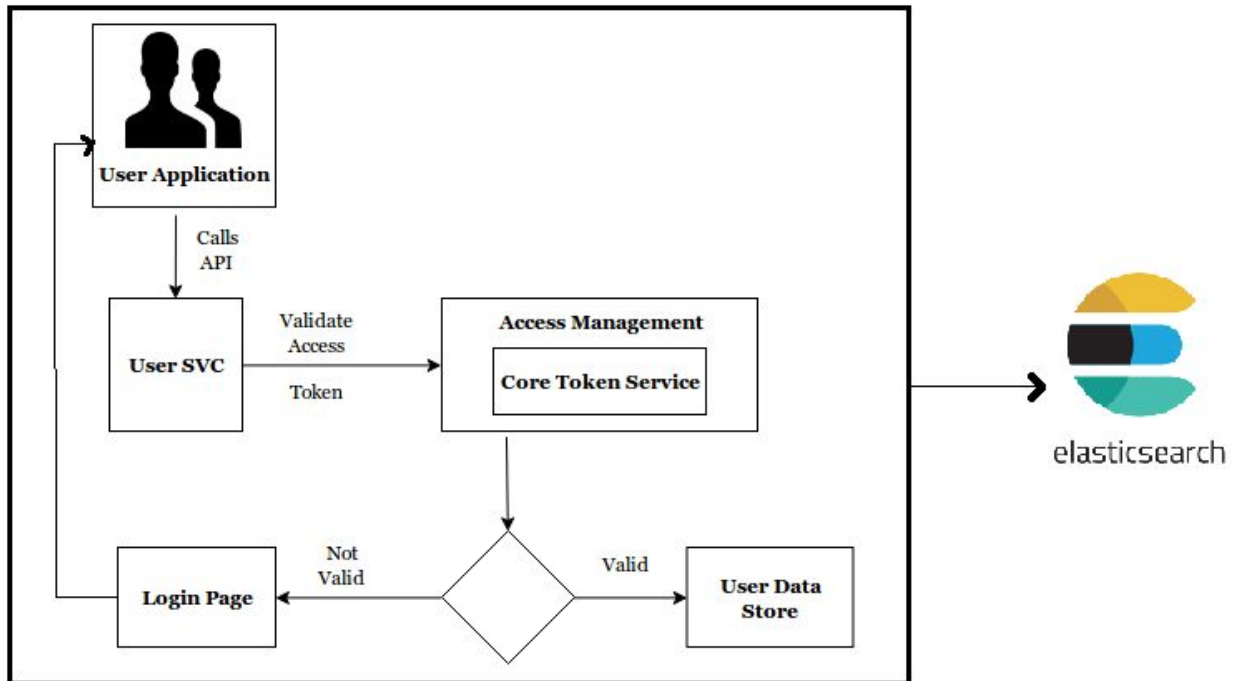 User Application
Calls
API
Validate
Access
Token
User SVC
Access Management
Core Token Service
elasticsearch
Not
Valid
Valid
Login Page
User Data
Store